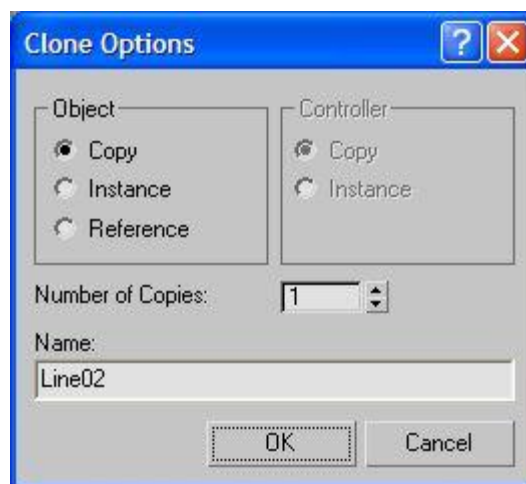 Clone Options
Object
Copy
Instance
Reference
Controller
Copy
Instance
Number of Copies: 1
Name:
Line02
OK Cancel